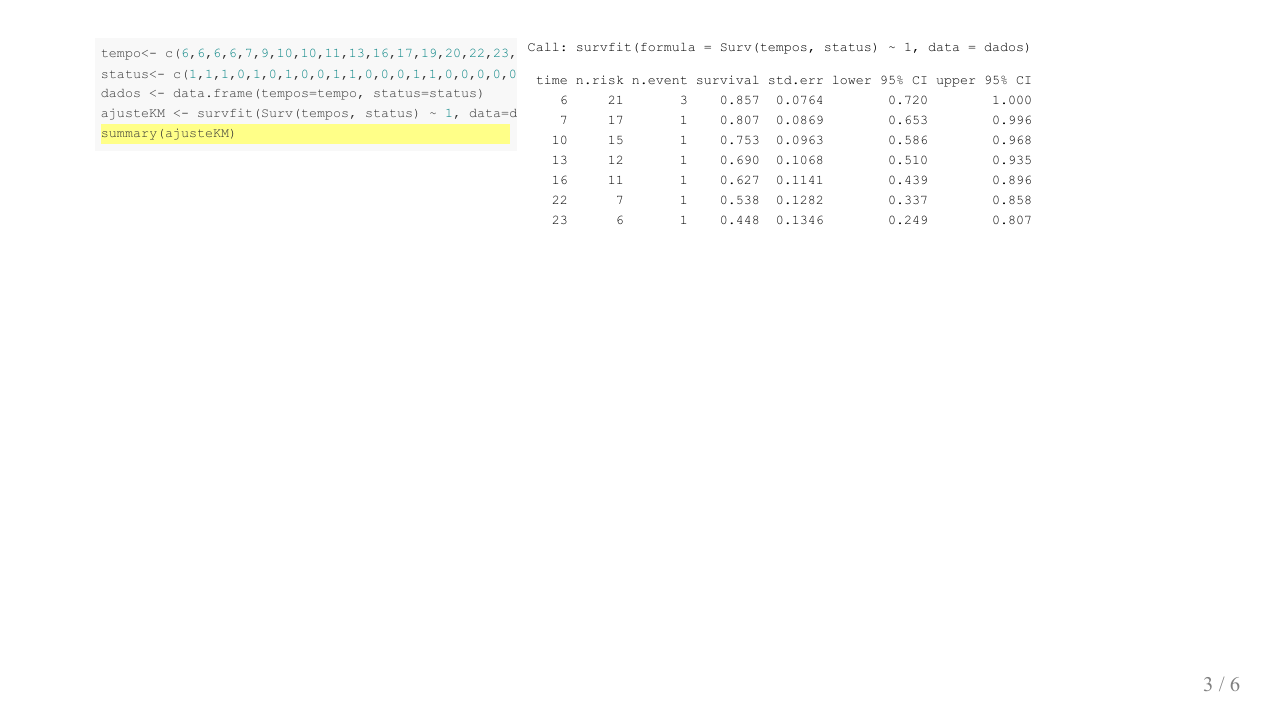 tempo<- c(6,6,6,6,7,9,10,10,11,13,16,17,19,20,22,23,
status<- c(1,1,1,0,1,0,1,0,0,1,1,0,0,0,1,1,0,0,0,0,0
dados <- data.frame(tempos=tempo, status=status)
ajusteKM <- survfit(Surv(tempos, status) ~ 1, data=d
summary(ajusteKM)
Call: survfit(formula = Surv(tempos, status) ~ 1, data = dados)
time n.risk n.event survival std.err lower 95% CI upper 95% CI
6 21 3 0.857 0.0764 0.720 1.000
7 17 1 0.807 0.0869 0.653 0.996
10 15 1 0.753 0.0963 0.586 0.968
13 12 1 0.690 0.1068 0.510 0.935
16 11 1 0.627 0.1141 0.439 0.896
22 7 1 0.538 0.1282 0.337 0.858
23 6 1 0.448 0.1346 0.249 0.807
3 / 6